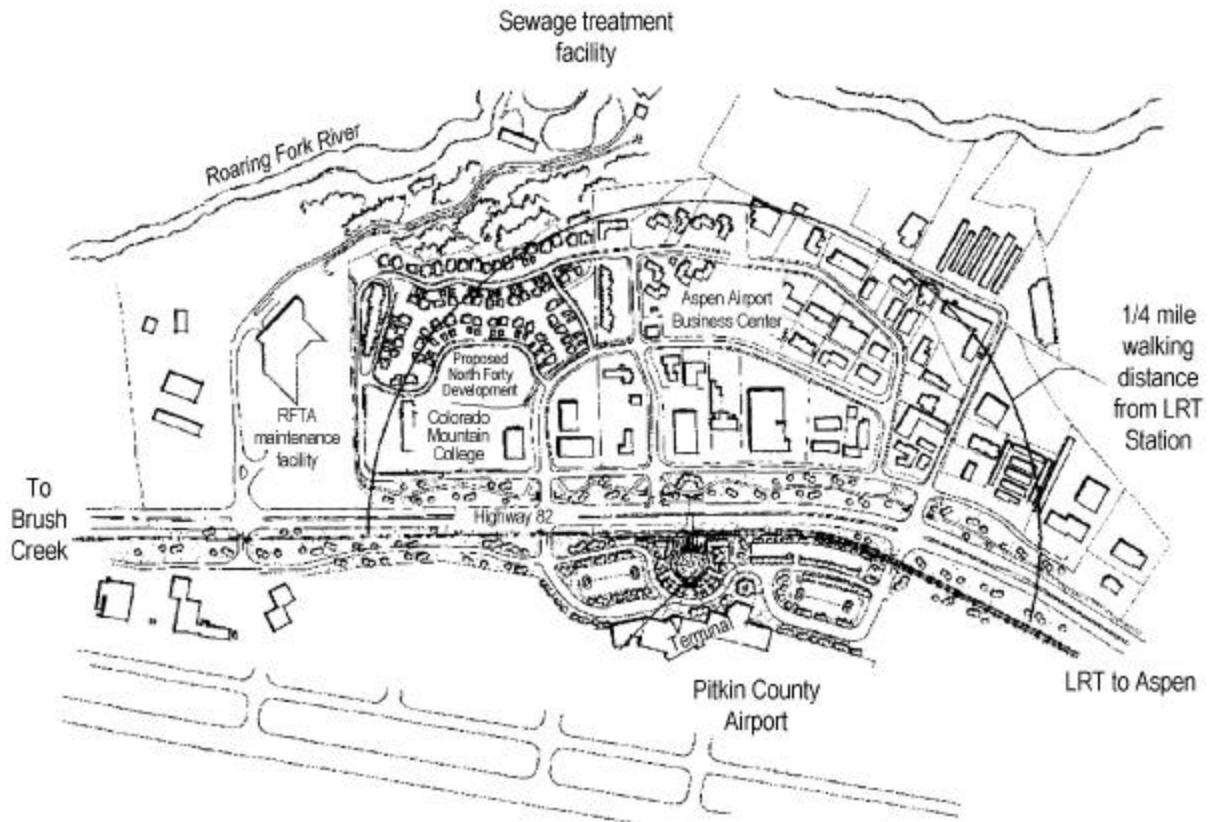 Sewage treatment
facility
Roaring Fork River
Aspen Airport
Business Center
1/4 mile
walking
distance
from LRT
Station
Proposed
North Forty
Development
RFTA
maintenance
facility
Colorado
Mountain
College
To
Brush
Creek
Highway 82
Terminal
LRT to Aspen
Pitkin County
Airport